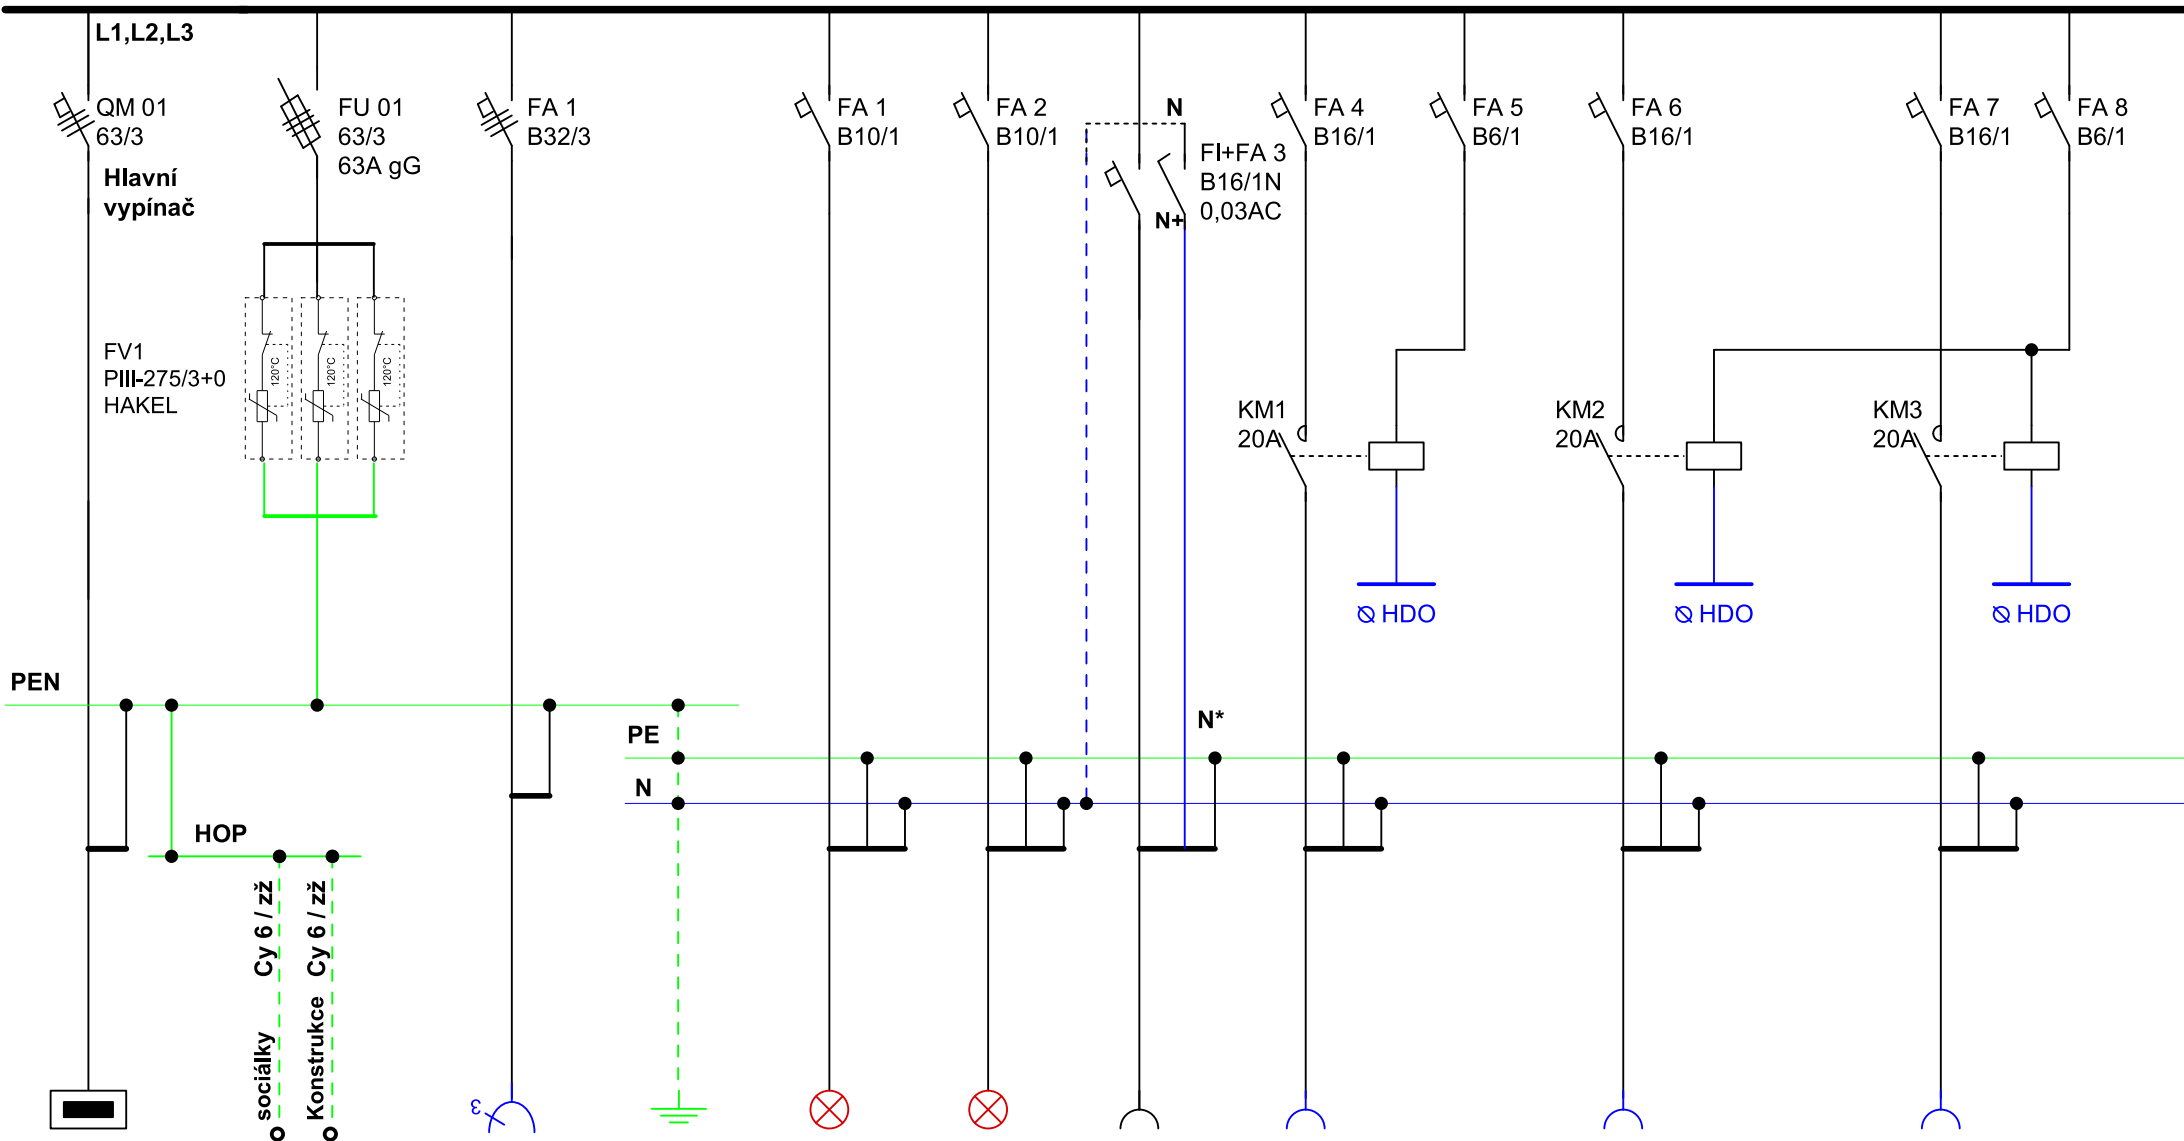 L1,L2,L3
QM 01
63/3
Hlavní
vypínač
FU 01
63/3
63A gG
FA 1
B32/3
FA 1
B10/1
FA 2
B10/1
N
FI+FA 3
B16/1N
0,03AC
N+
FA 4
B16/1
FA 5
B6/1
FA 6
B16/1
FA 7
B16/1
FA 8
B6/1
FV1
PIII-275/3+0
HAKEL
120°C
120°C
120°C
KM1
20A
KM2
20A
KM3
20A
HDO
HDO
HDO
PEN
PE
N
N*
HOP
sociálky Cy 6 / zž
Konstrukce Cy 6 / zž
3